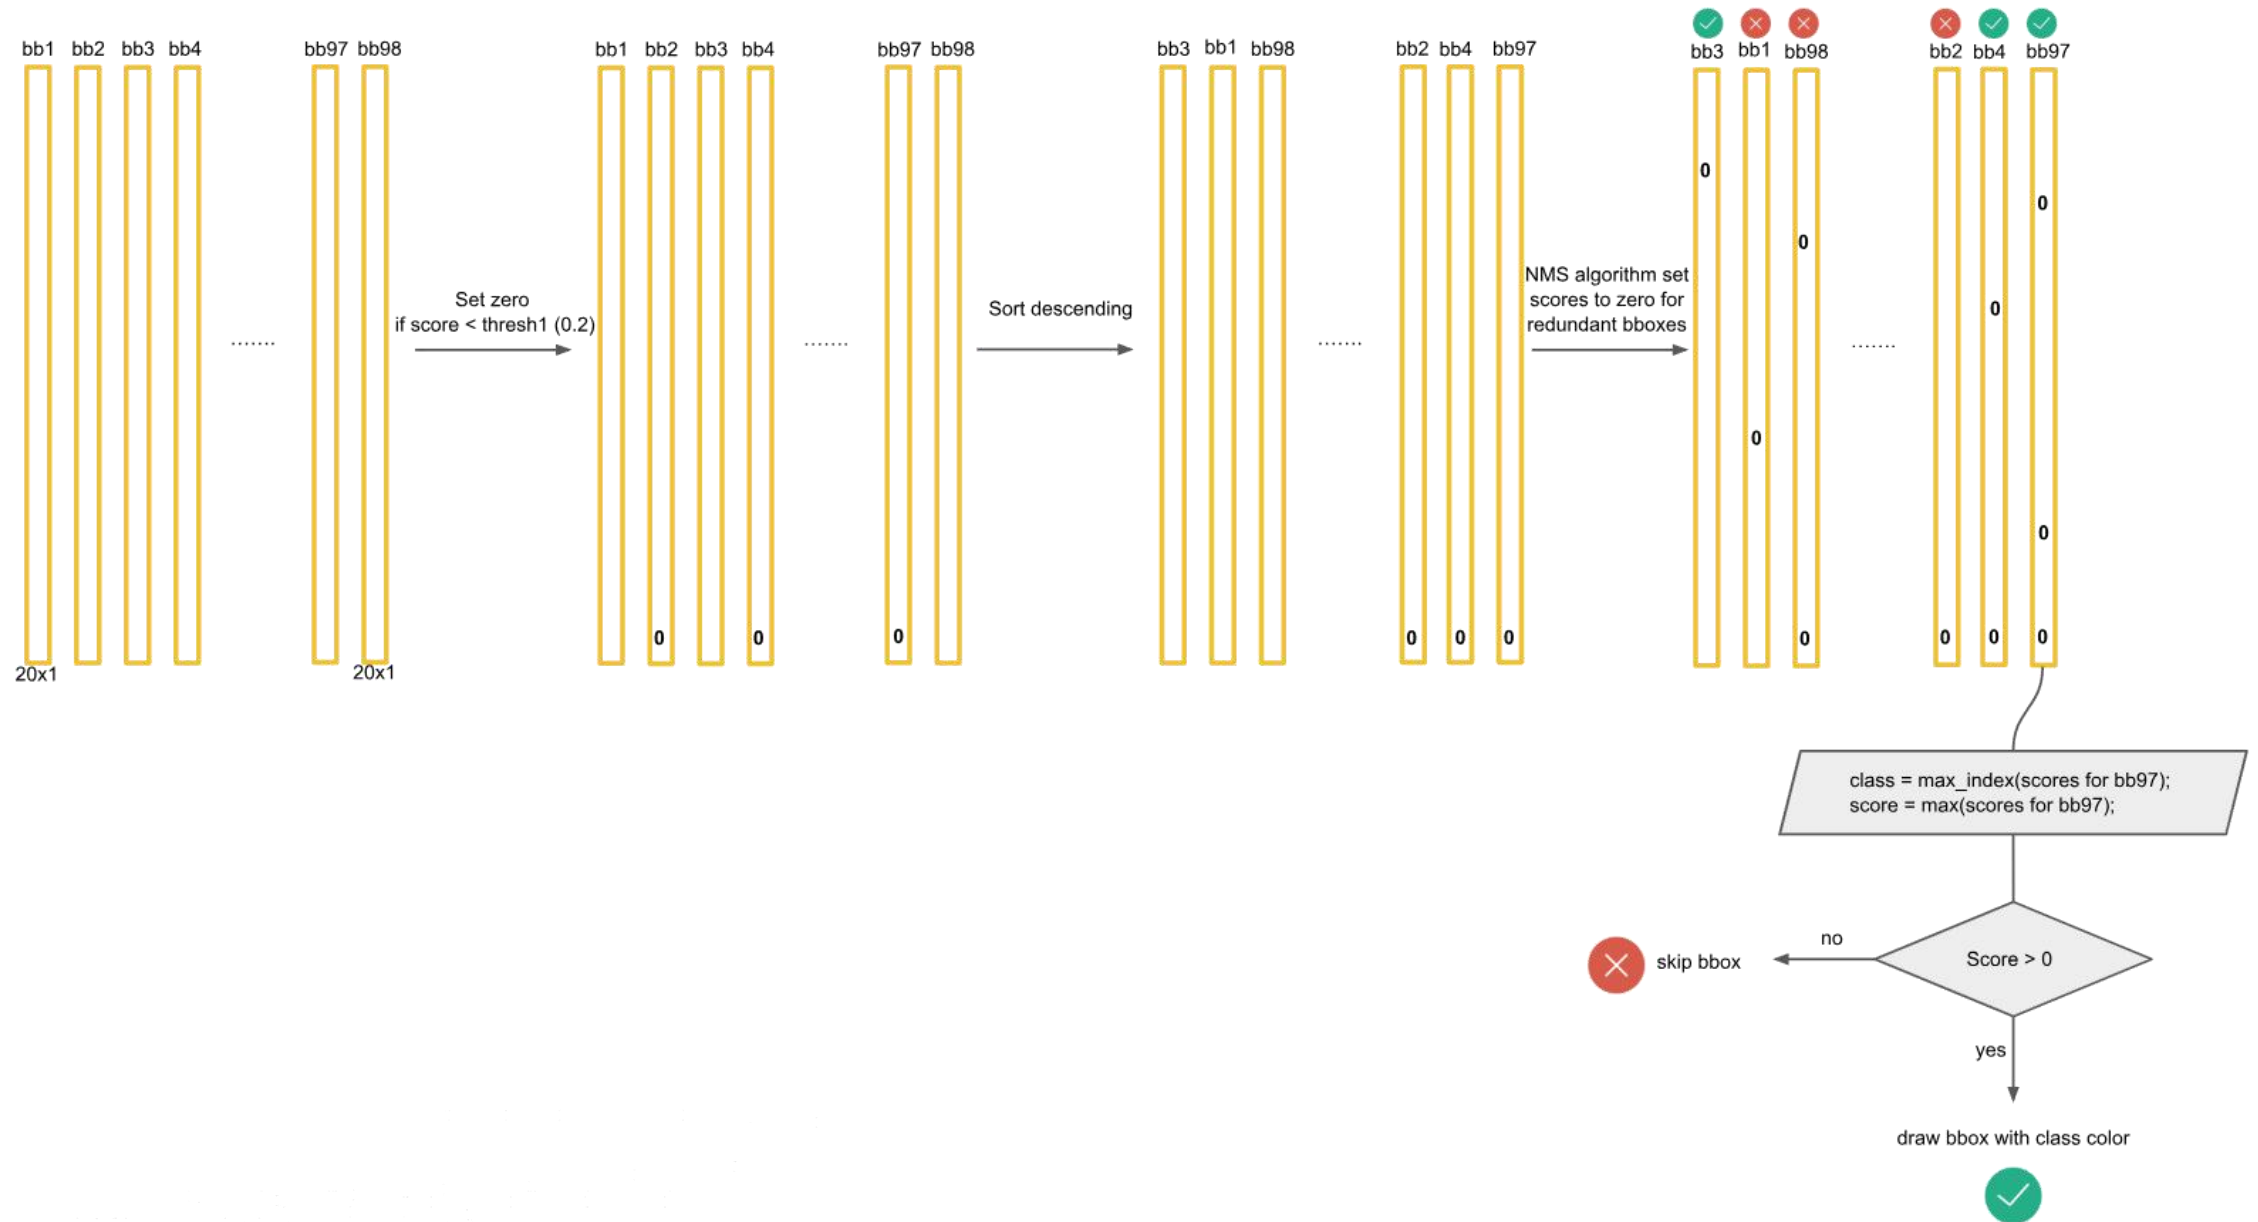 bb1 bb2 bb3 bb4 bb97 bb98
20x1 20x1
.......
Set zero
if score < thresh1 (0.2)
bb1 bb2 bb3 bb4 bb97 bb98
.......
0 0 0
Sort descending
bb3 bb1 bb98 bb2 bb4 bb97
.......
0 0 0
NMS algorithm set
scores to zero for
redundant bboxes
bb3 bb1 bb98 bb2 bb4 bb97
0
0
0
0
.......
0
0
0 0 0 0
class = max_index(scores for bb97);
score = max(scores for bb97);
Score > 0
no
skip bbox
yes
draw bbox with class color